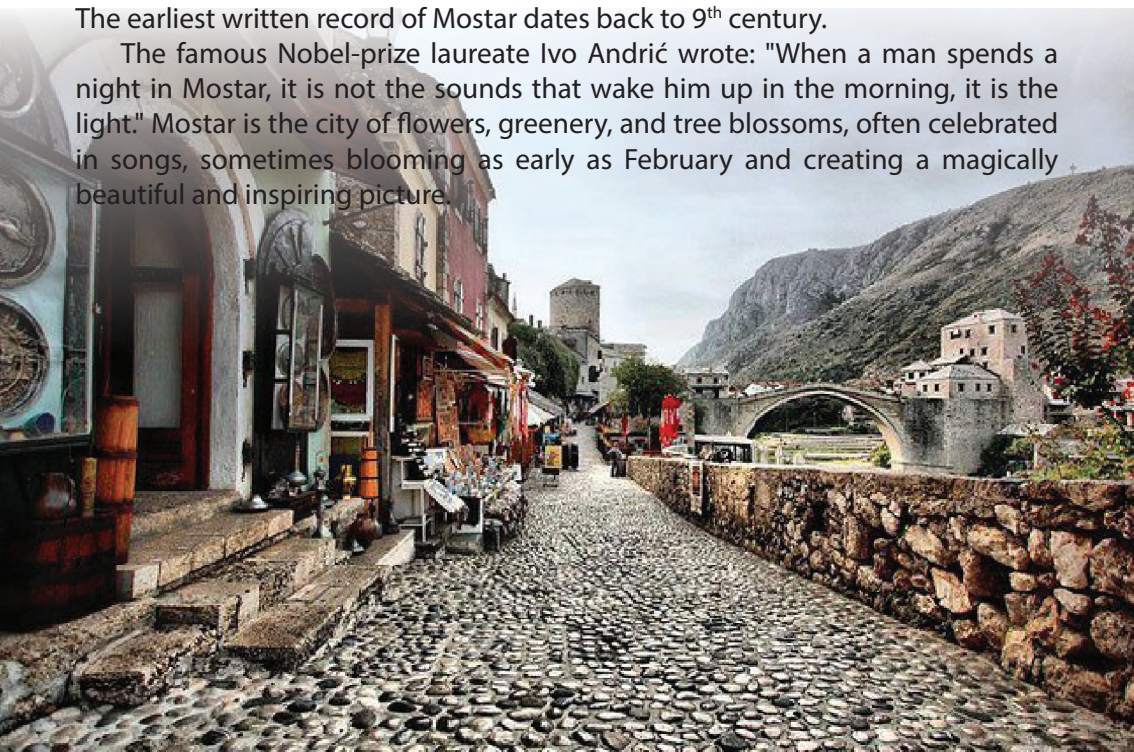 The earliest written record of Mostar dates back to 9th century.
The famous Nobel-prize laureate Ivo Andrić wrote: "When a man spends a
night in Mostar, it is not the sounds that wake him up in the morning, it is the
light." Mostar is the city of flowers, greenery, and tree blossoms, often celebrated
in songs, sometimes blooming as early as February and creating a magically
beautiful and inspiring picture.